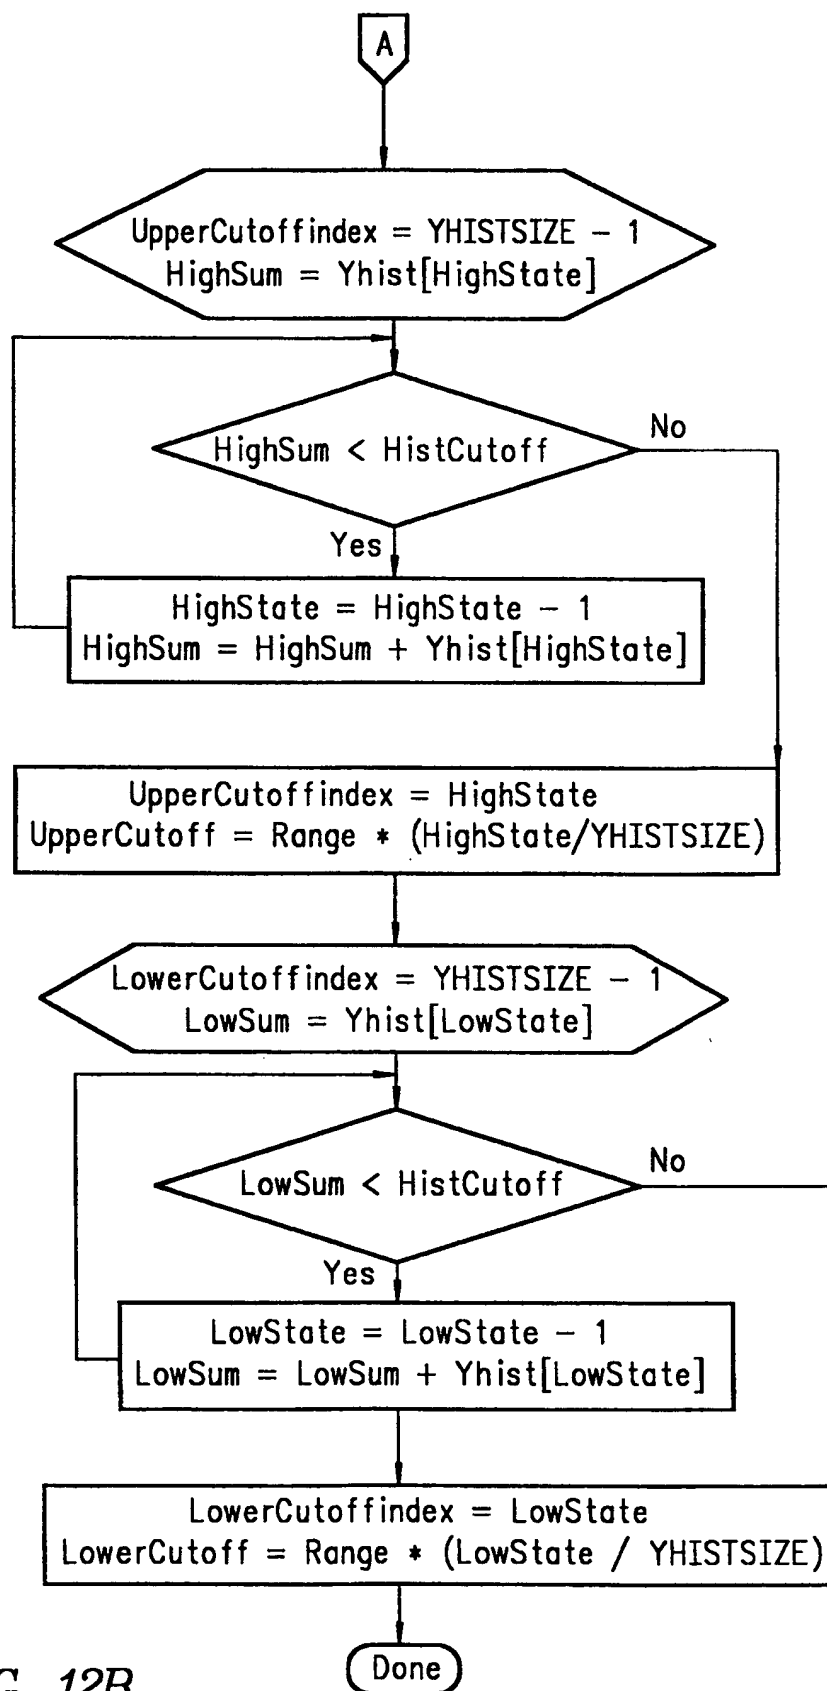 A
UpperCutoffindex = YHISTSIZE - 1
HighSum = Yhist[HighState]
HighSum < HistCutoff
No
Yes
HighState = HighState - 1
HighSum = HighSum + Yhist[HighState]
UpperCutoffindex = HighState
UpperCutoff = Range * (HighState/YHISTSIZE)
LowerCutoffindex = YHISTSIZE - 1
LowSum = Yhist[LowState]
LowSum < HistCutoff
No
Yes
LowState = LowState - 1
LowSum = LowSum + Yhist[LowState]
LowerCutoffindex = LowState
LowerCutoff = Range * (LowState / YHISTSIZE)
Done
G. 12B